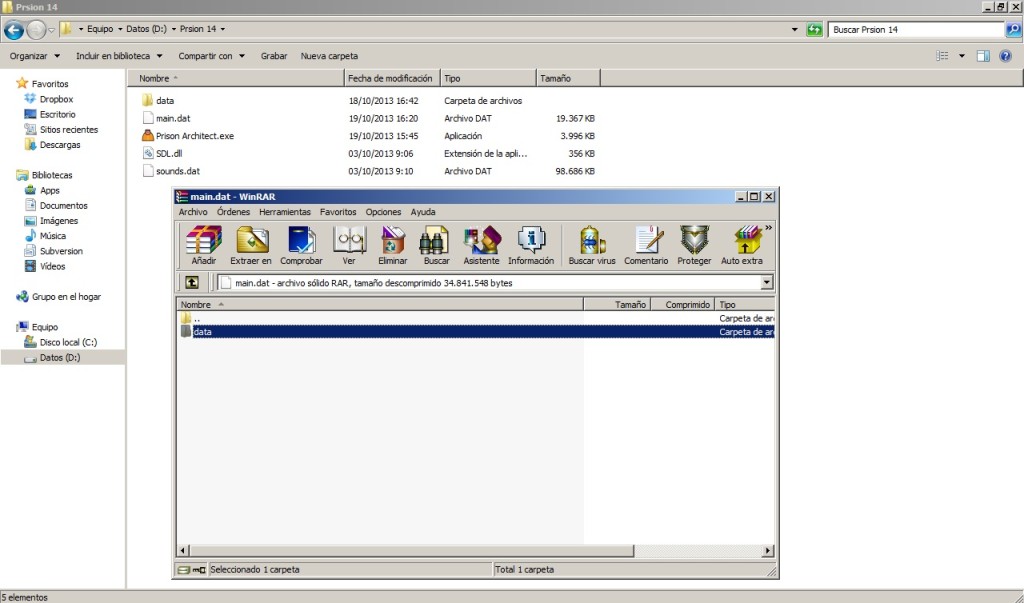 Prsion 14
Equipo Datos (D:) Prsion 14
Buscar Prsion 14
Organizar Incluir en biblioteca Compartir con Grabar Nueva carpeta
Nombre Fecha de modificación Tipo Tamaño
data 18/10/2013 16:42 Carpeta de archivos
main.dat 19/10/2013 16:20 Archivo DAT 19.367 KB
Prison Architect.exe 19/10/2013 15:45 Aplicación 3.996 KB
SDL.dll 03/10/2013 9:06 Extensión de la apli... 356 KB
sounds.dat 03/10/2013 9:10 Archivo DAT 98.686 KB
Favoritos
Dropbox
Escritorio
Sitios recientes
Descargas
Bibliotecas
Apps
Documentos
Imágenes
Música
Subversion
Vídeos
Grupo en el hogar
Equipo
Disco local (C:)
Datos (D:)
main.dat - WinRAR
Archivo Órdenes Herramientas Favoritos Opciones Ayuda
Añadir Extraer en Comprobar Ver Eliminar Buscar Asistente Información Buscar virus Comentario Proteger Auto extra »
main.dat - archivo sólido RAR, tamaño descomprimido 34.841.548 bytes
Nombre Tamaño Comprimido Tipo
.. Carpeta de ar
data Carpeta de ar
Seleccionado 1 carpeta Total 1 carpeta
5 elementos